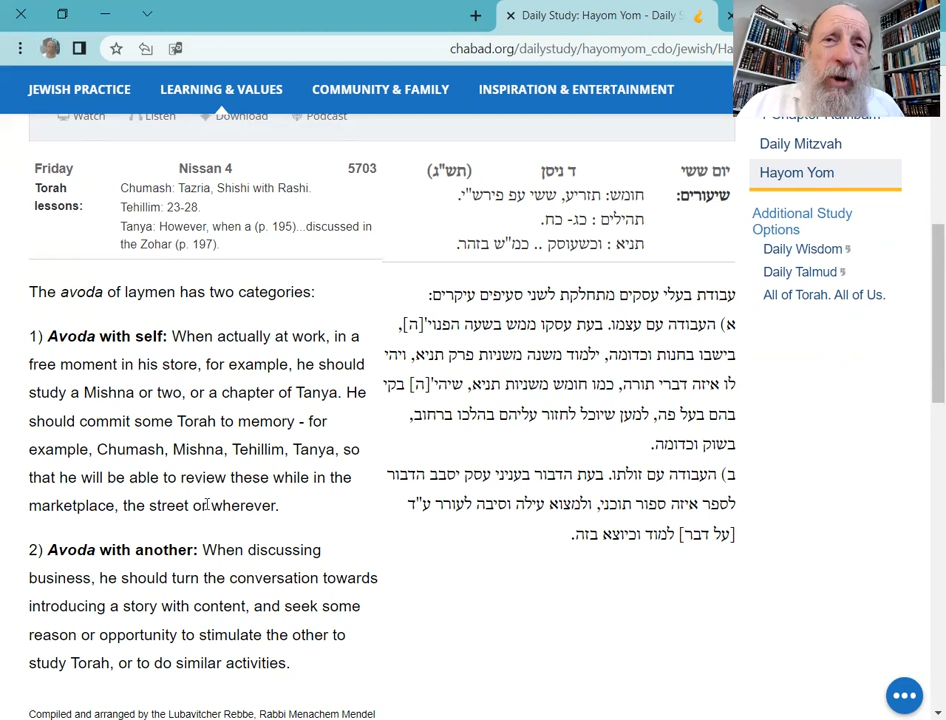 Daily Study: Hayom Yom - Daily S
chabad.org/dailystudy/hayomyom_cdo/jewish/Ha
JEWISH PRACTICE LEARNING & VALUES COMMUNITY & FAMILY INSPIRATION & ENTERTAINMENT
Watch Listen Download Podcast
Friday Nissan 4 5703
Torah lessons:
Chumash: Tazria, Shishi with Rashi.
Tehillim: 23-28.
Tanya: However, when a (p. 195)...discussed in
the Zohar (p. 197).
יום ששי ד ניסן (תש"ג)
שיעורים:
חומש: תזריע, ששי עפ פירש"י.
תהילים : כג- כח.
תניא : וכשעוסק .. כמ"ש בזהר.
The avoda of laymen has two categories:
1) Avoda with self: When actually at work, in a
free moment in his store, for example, he should
study a Mishna or two, or a chapter of Tanya. He
should commit some Torah to memory - for
example, Chumash, Mishna, Tehillim, Tanya, so
that he will be able to review these while in the
marketplace, the street or wherever.
2) Avoda with another: When discussing
business, he should turn the conversation towards
introducing a story with content, and seek some
reason or opportunity to stimulate the other to
study Torah, or to do similar activities.
Compiled and arranged by the Lubavitcher Rebbe, Rabbi Menachem Mendel
עבודת בעלי עסקים מתחלקת לשני סעיפים עיקרים:
א) העבודה עם עצמו. בעת עסקו ממש בשעה הפנוי'[ה],
בישבו בחנות וכדומה, ילמוד משנה משניות פרק תניא, ויהי
לו איזה דברי תורה, כמו חומש משניות תניא, שיהי'[ה] בקי
בהם בעל פה, למען שיוכל לחזור עליהם בהלכו ברחוב,
בשוק וכדומה.
ב) העבודה עם זולתו. בעת הדבור בעניני עסק יסבב הדבור
לספר איזה ספור תוכני, ולמצוא עילה וסיבה לעורר ע"ד
[על דבר] למוד וכיוצא בזה.
Daily Mitzvah
Hayom Yom
Additional Study
Options
Daily Wisdom
Daily Talmud
All of Torah. All of Us.